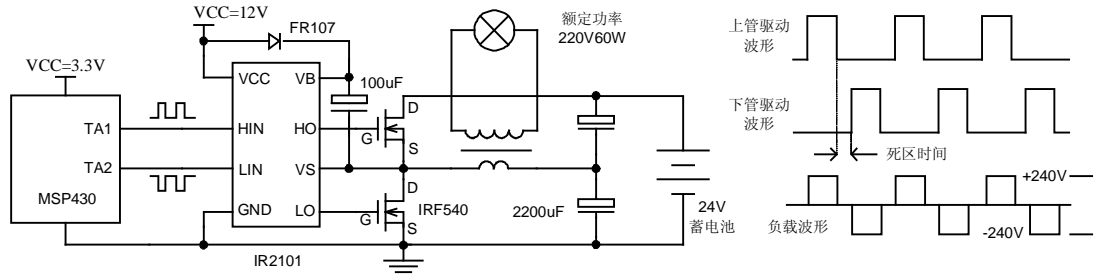 VCC=12V
FR107
额定功率
220V60W
上管驱动
波形
VCC=3.3V
VCC
VB
100uF
D
下管驱动
波形
TA1
HIN
HO
G
S
TA2
LIN
VS
死区时间
D
+240V
MSP430
GND
LO
G
IRF540
2200uF
24V
S
蓄电池
负载波形
-240V
IR2101